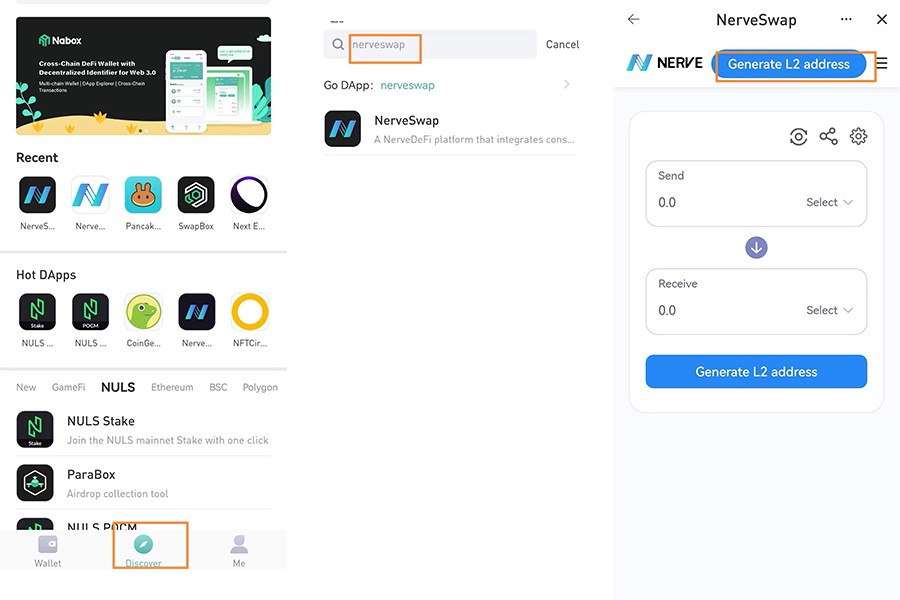 Nabox
Cross-Chain DeFi Wallet with
Decentralized Identifier for Web 3.0
Multi-chain Wallet | DApp Explorer | Cross-Chain
Transactions
Recent
NerveS...
Nerve...
Pancak...
SwapBox
Next E...
Hot DApps
Stake
POCM
NULS ...
NULS ...
CoinGe...
Nerve...
NFTCir...
New
GameFi
NULS
Ethereum
BSC
Polygon
Stake
NULS Stake
Join the NULS mainnet Stake with one click
ParaBox
Airdrop collection tool
NULS POCM
Wallet
Discover
Me
nerveswap
Cancel
Go DApp: nerveswap
NerveSwap
A NerveDeFi platform that integrates cons...
NerveSwap
NERVE
Generate L2 address
Send
0.0
Select
Receive
0.0
Select
Generate L2 address